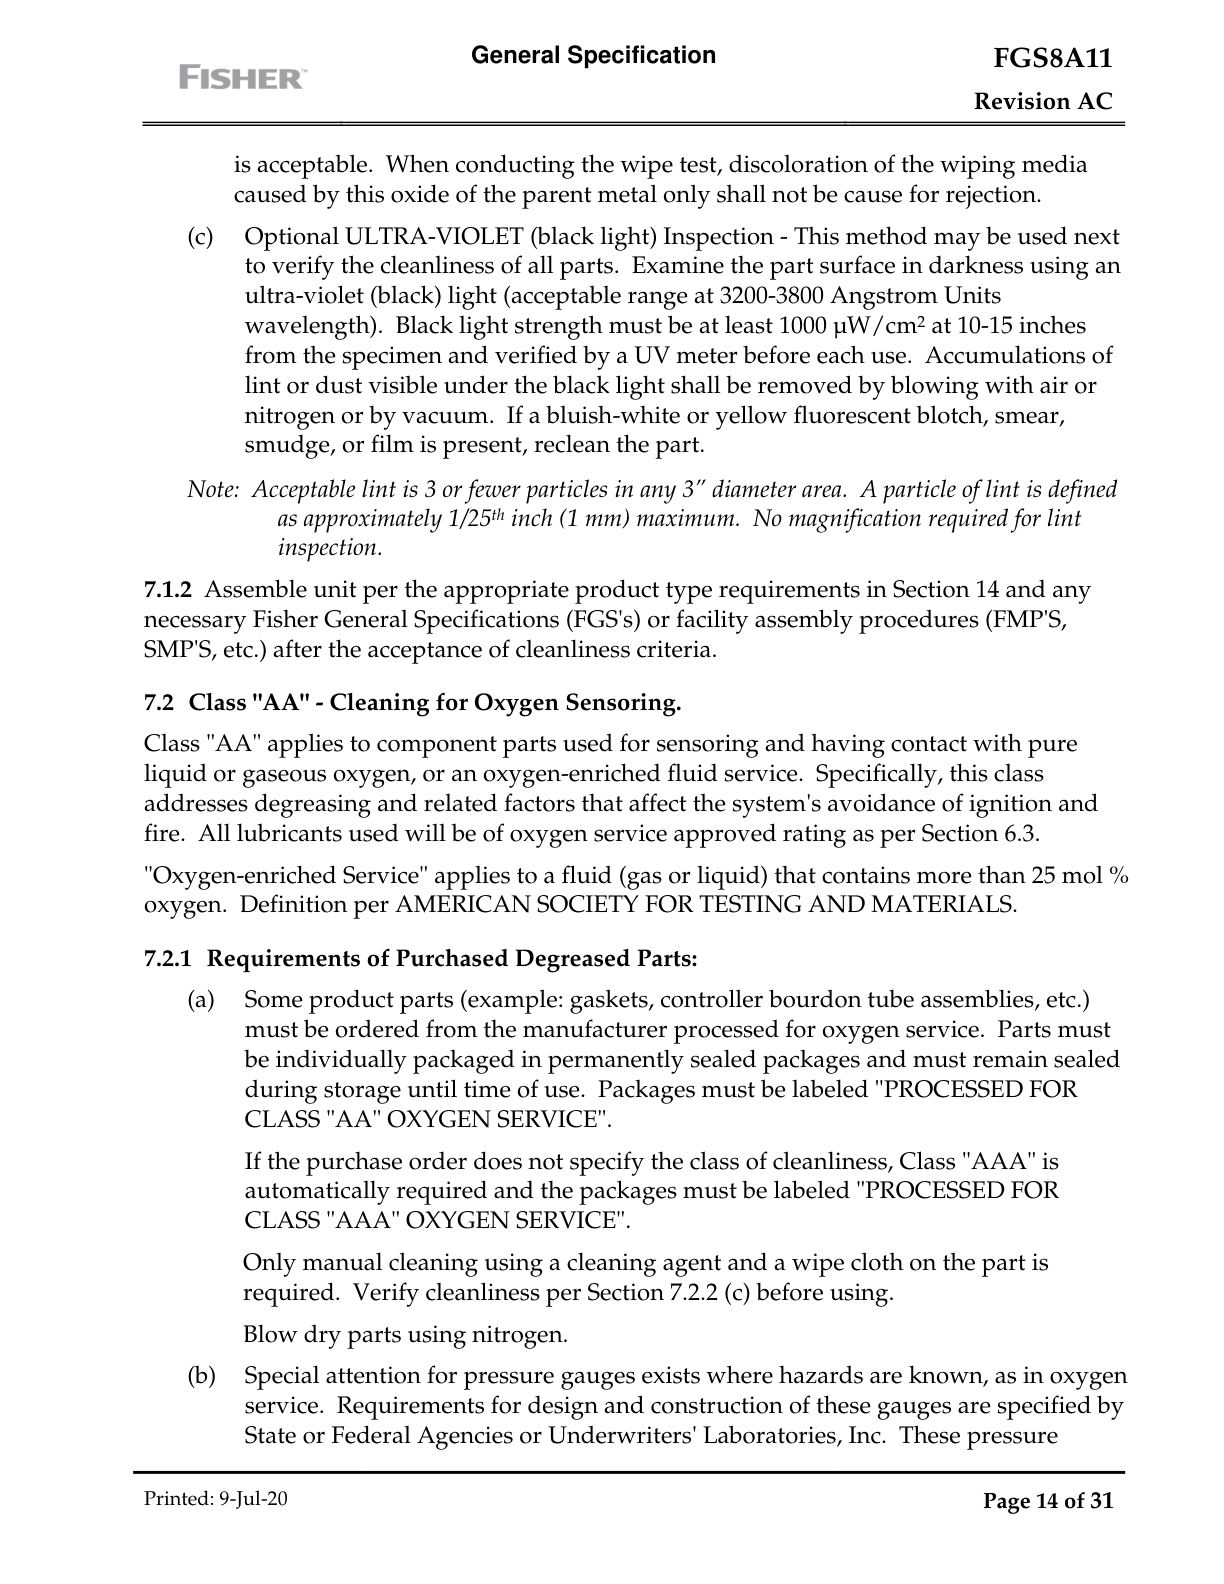 General Specification
FGS8A11
FISHER™
Revision AC
is acceptable.  When conducting the wipe test, discoloration of the wiping media
caused by this oxide of the parent metal only shall not be cause for rejection.
(c) Optional ULTRA-VIOLET (black light) Inspection - This method may be used next
to verify the cleanliness of all parts.  Examine the part surface in darkness using an
ultra-violet (black) light (acceptable range at 3200-3800 Angstrom Units
wavelength).  Black light strength must be at least 1000 µW/cm² at 10-15 inches
from the specimen and verified by a UV meter before each use.  Accumulations of
lint or dust visible under the black light shall be removed by blowing with air or
nitrogen or by vacuum.  If a bluish-white or yellow fluorescent blotch, smear,
smudge, or film is present, reclean the part.
Note:  Acceptable lint is 3 or fewer particles in any 3″ diameter area.  A particle of lint is defined
as approximately 1/25th inch (1 mm) maximum.  No magnification required for lint
inspection.
7.1.2  Assemble unit per the appropriate product type requirements in Section 14 and any
necessary Fisher General Specifications (FGS's) or facility assembly procedures (FMP'S,
SMP'S, etc.) after the acceptance of cleanliness criteria.
7.2  Class "AA" - Cleaning for Oxygen Sensoring.
Class "AA" applies to component parts used for sensoring and having contact with pure
liquid or gaseous oxygen, or an oxygen-enriched fluid service.  Specifically, this class
addresses degreasing and related factors that affect the system's avoidance of ignition and
fire.  All lubricants used will be of oxygen service approved rating as per Section 6.3.
"Oxygen-enriched Service" applies to a fluid (gas or liquid) that contains more than 25 mol %
oxygen.  Definition per AMERICAN SOCIETY FOR TESTING AND MATERIALS.
7.2.1  Requirements of Purchased Degreased Parts:
(a) Some product parts (example: gaskets, controller bourdon tube assemblies, etc.)
must be ordered from the manufacturer processed for oxygen service.  Parts must
be individually packaged in permanently sealed packages and must remain sealed
during storage until time of use.  Packages must be labeled "PROCESSED FOR
CLASS "AA" OXYGEN SERVICE".
If the purchase order does not specify the class of cleanliness, Class "AAA" is
automatically required and the packages must be labeled "PROCESSED FOR
CLASS "AAA" OXYGEN SERVICE".
Only manual cleaning using a cleaning agent and a wipe cloth on the part is
required.  Verify cleanliness per Section 7.2.2 (c) before using.
Blow dry parts using nitrogen.
(b) Special attention for pressure gauges exists where hazards are known, as in oxygen
service.  Requirements for design and construction of these gauges are specified by
State or Federal Agencies or Underwriters' Laboratories, Inc.  These pressure
Printed: 9-Jul-20
Page 14 of 31